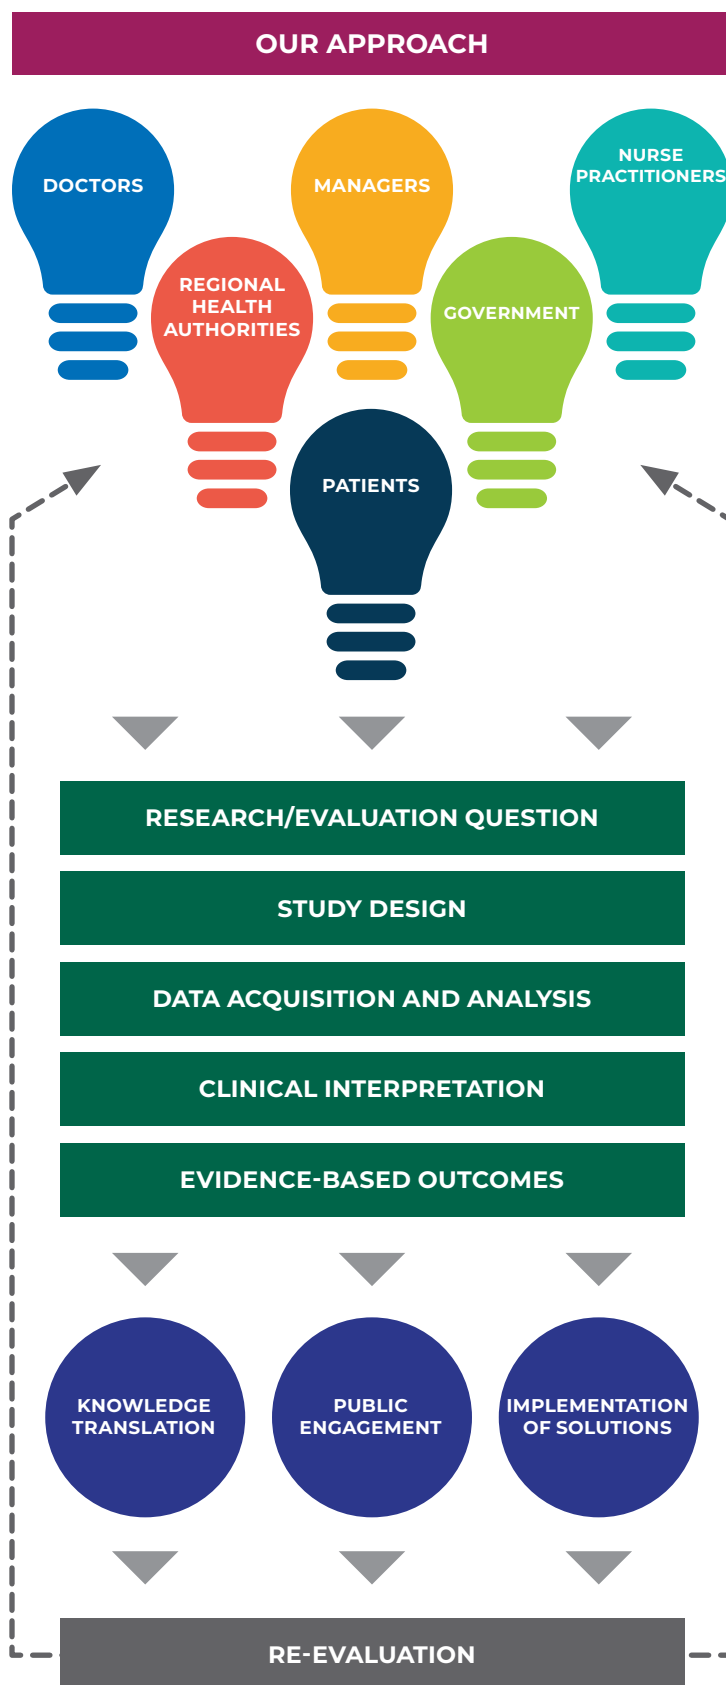 OUR APPROACH
DOCTORS
MANAGERS
NURSE
PRACTITIONERS
REGIONAL
HEALTH
AUTHORITIES
GOVERNMENT
PATIENTS
RESEARCH/EVALUATION QUESTION
STUDY DESIGN
DATA ACQUISITION AND ANALYSIS
CLINICAL INTERPRETATION
EVIDENCE-BASED OUTCOMES
KNOWLEDGE
TRANSLATION
PUBLIC
ENGAGEMENT
IMPLEMENTATION
OF SOLUTIONS
RE-EVALUATION